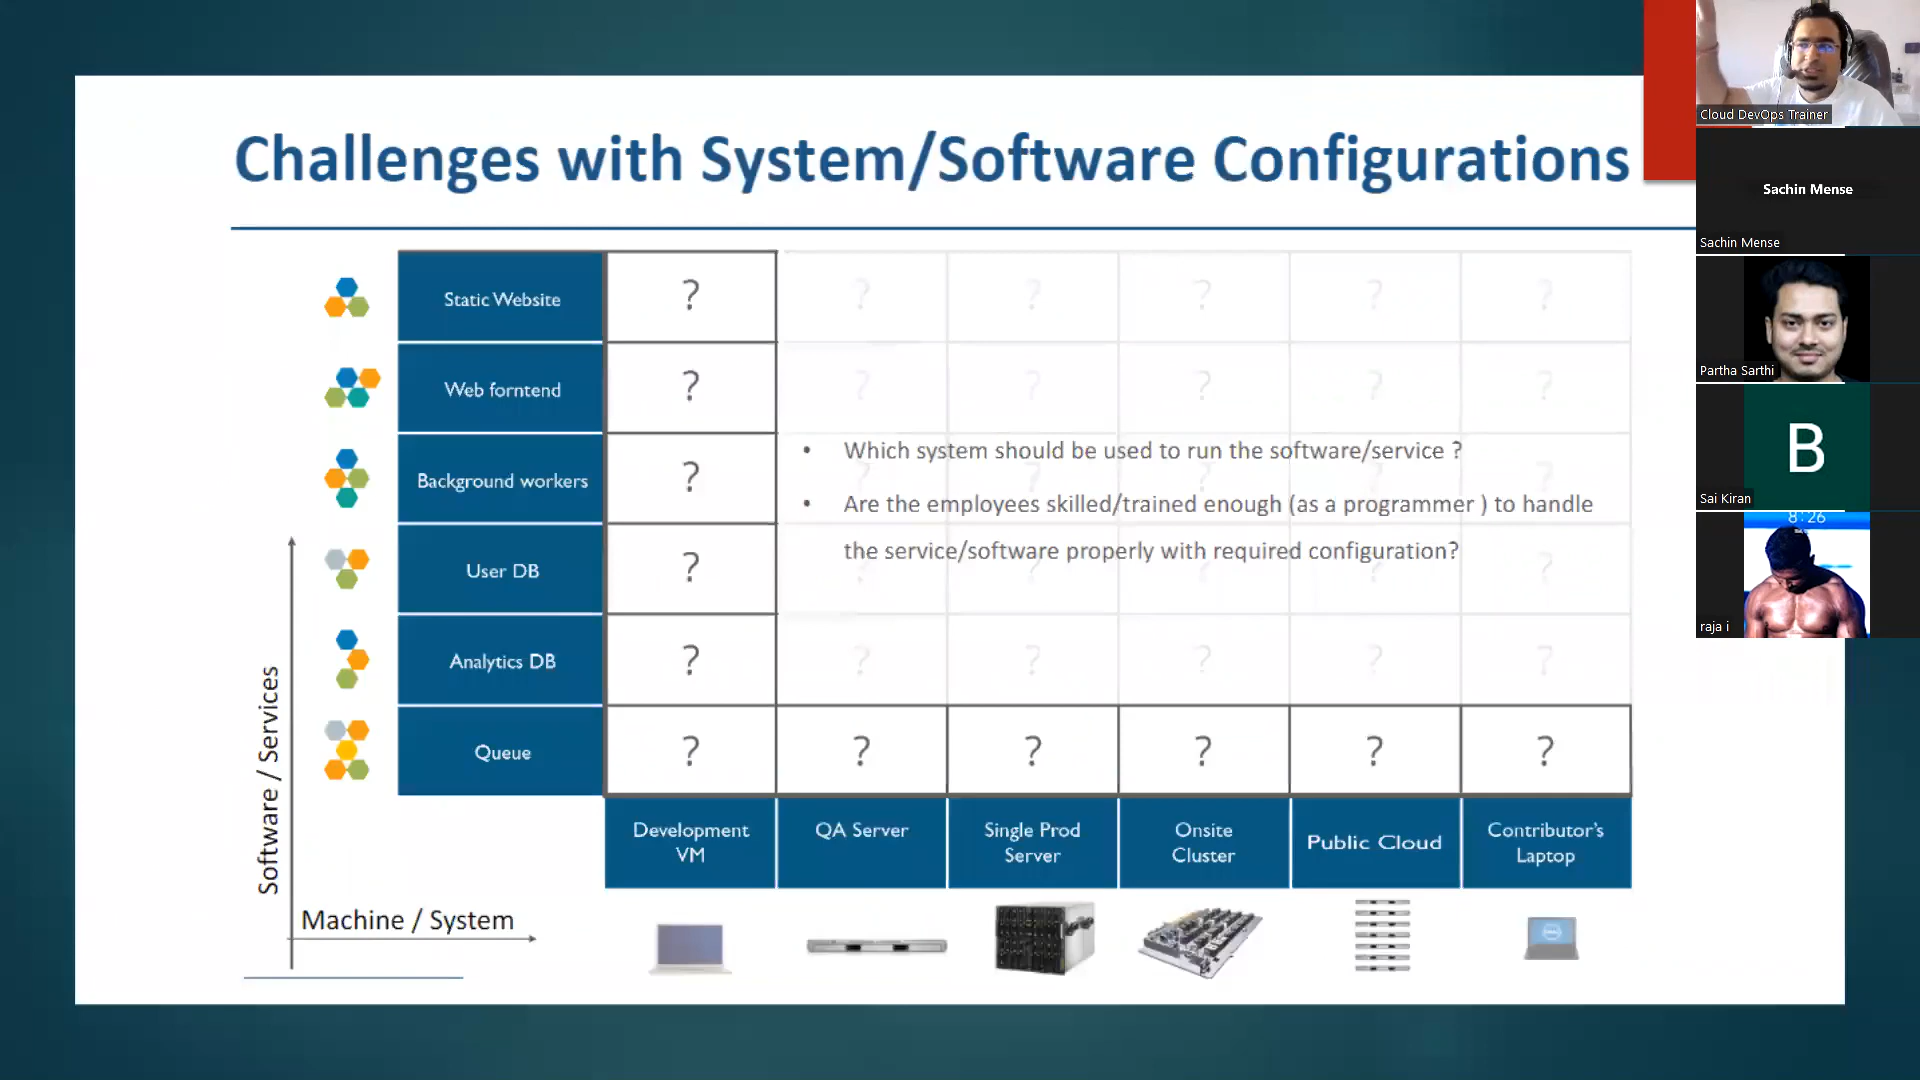 Challenges with System/Software Configurations
Static Website ? ? ? ? ? ?
Web forntend ? ? ? ? ? ?
• Which system should be used to run the software/service ?
Background workers ?
• Are the employees skilled/trained enough (as a programmer ) to handle
the service/software properly with required configuration?
User DB ? ?
Analytics DB ? ? ? ? ? ?
Queue ? ? ? ? ? ?
Software / Services
Machine / System
Development
VM
QA Server
Single Prod
Server
Onsite
Cluster
Public Cloud
Contributor's
Laptop
Cloud DevOps Trainer
Sachin Mense
Sachin Mense
Partha Sarthi
B
Sai Kiran
8:26
raja i